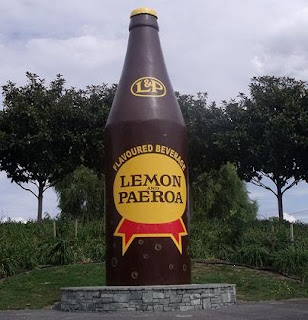 L&P
FLAVOURED BEVERAGE
LEMON
AND
PAEROA